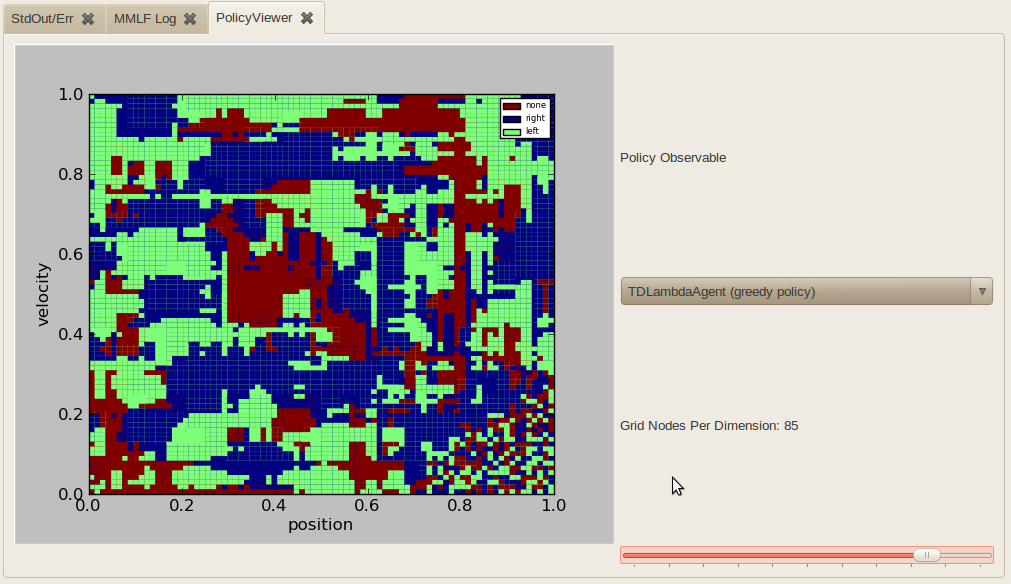 StdOut/Err
MMLF Log
PolicyViewer
1.0
0.8
0.6
0.4
0.2
0.0
velocity
none
right
left
0.0 0.2 0.4 0.6 0.8 1.0
position
Policy Observable
TDLambdaAgent (greedy policy)
Grid Nodes Per Dimension: 85